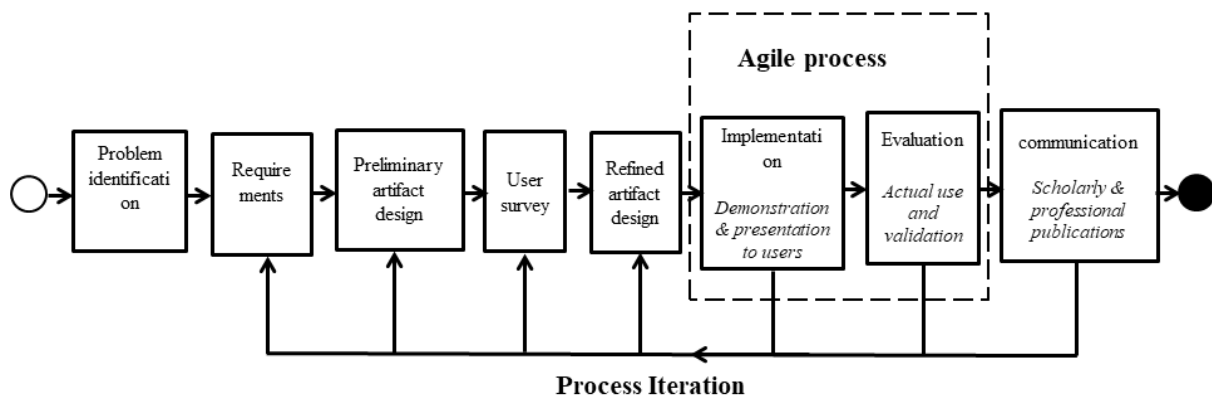 Agile process
Problem
identificati
on
Require
ments
Preliminary
artifact
design
User
survey
Refined
artifact
design
Implementati
on
Demonstration
& presentation
to users
Evaluation
Actual use
and
validation
communication
Scholarly &
professional
publications
Process Iteration